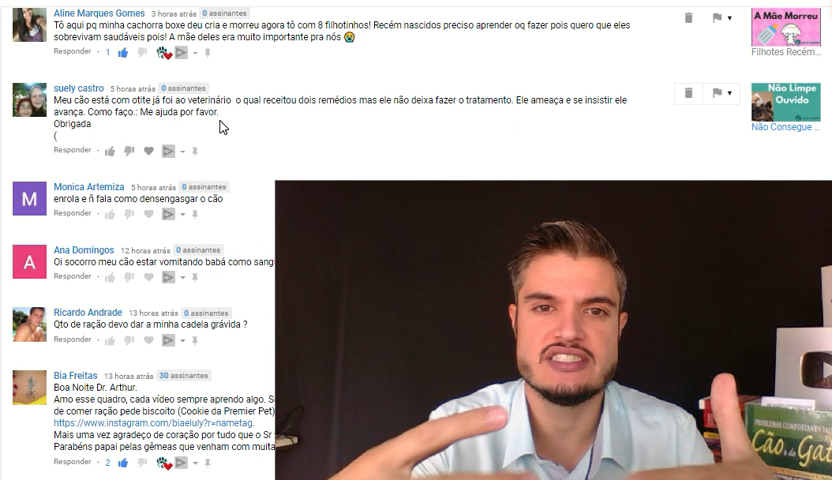 Aline Marques Gomes 3 horas atrás 0 assinantes
Tô aqui pq minha cachorra boxe deu cria e morreu agora tô com 8 filhotinhos! Recém nascidos preciso aprender oq fazer pois quero que eles
sobrevivam saudáveis pois! A mãe deles era muito importante pra nós 😭
Responder · 1
A Mãe Morreu
Filhotes Recém...
suely castro 5 horas atrás 0 assinantes
Meu cão está com otite já foi ao veterinário o qual receitou dois remédios mas ele não deixa fazer o tratamento. Ele ameaça e se insistir ele
avança. Como faço.: Me ajuda por favor.
Obrigada
(
Responder ·
Não Limpe
Ouvido
Não Consegue ...
M
Monica Artemiza 5 horas atrás 0 assinantes
enrola e ñ fala como densengasgar o cão
Responder ·
A
Ana Domingos 12 horas atrás 0 assinantes
Oi socorro meu cão estar vomitando babá como sang
Responder ·
Ricardo Andrade 13 horas atrás 0 assinantes
Qto de ração devo dar a minha cadela grávida ?
Responder ·
Bia Freitas 13 horas atrás 30 assinantes
Boa Noite Dr. Arthur.
Amo esse quadro, cada vídeo sempre aprendo algo. S
de comer ração pede biscoito (Cookie da Premier Pet)
https://www.instagram.com/biaeluly?r=nametag.
Mais uma vez agradeço de coração por tudo que o Sr
Parabéns papai pelas gêmeas que venham com muita
Responder · 2
PROBLEMAS COMPORTAMENTAIS
Cão e Gat